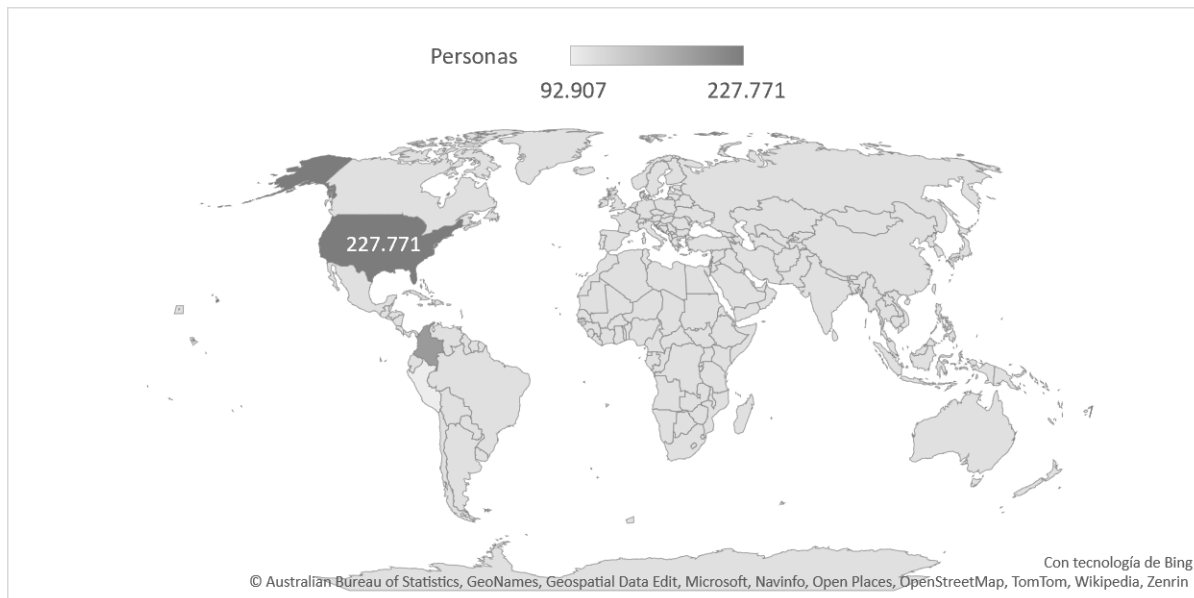 Personas
92.907 227.771
227.771
Con tecnología de Bing
© Australian Bureau of Statistics, GeoNames, Geospatial Data Edit, Microsoft, Navinfo, Open Places, OpenStreetMap, TomTom, Wikipedia, Zenrin